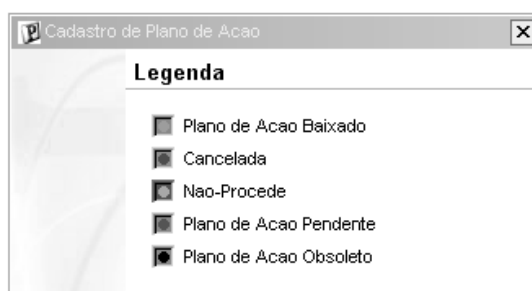 Cadastro de Plano de Acao
Legenda
Plano de Acao Baixado
Cancelada
Nao-Procede
Plano de Acao Pendente
Plano de Acao Obsoleto